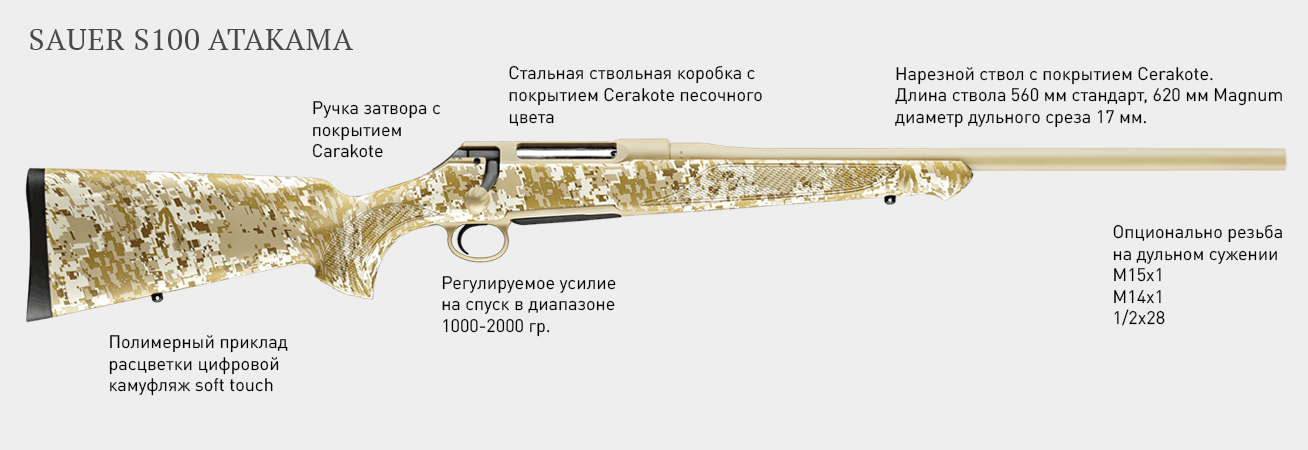 SAUER S100 ATAKAMA
Ручка затвора с
покрытием
Carakote
Стальная ствольная коробка с
покрытием Cerakote песочного
цвета
Нарезной ствол с покрытием Cerakote.
Длина ствола 560 мм стандарт, 620 мм Magnum
диаметр дульного среза 17 мм.
Регулируемое усилие
на спуск в диапазоне
1000-2000 гр.
Опционально резьба
на дульном сужении
M15x1
M14x1
1/2x28
Полимерный приклад
расцветки цифровой
камуфляж soft touch